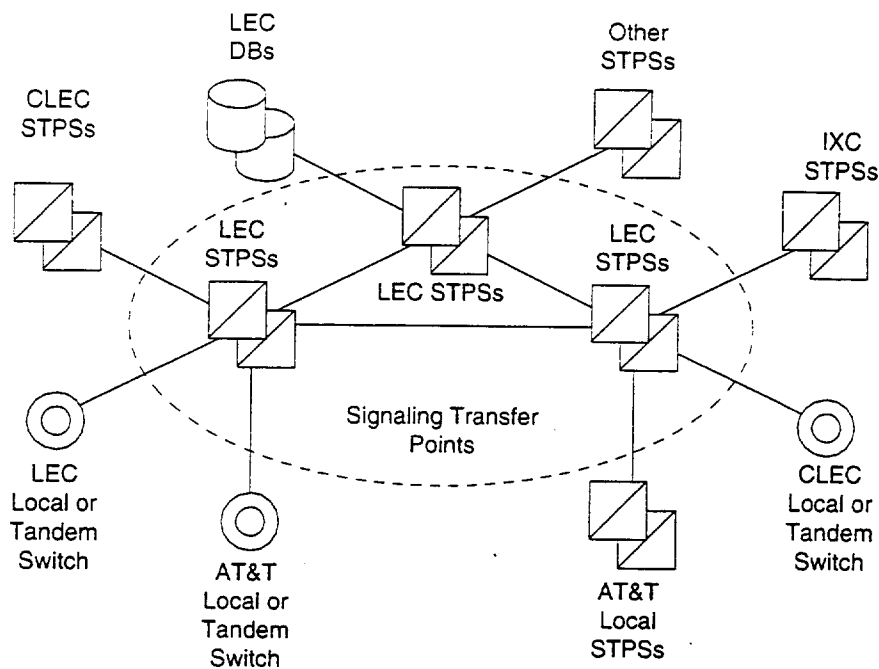 LEC
DBs
Other
STPSs
CLEC
STPSs
IXC
STPSs
LEC
STPSs
LEC STPSs
LEC
STPSs
Signaling Transfer
Points
LEC
Local or
Tandem
Switch
AT&T
Local or
Tandem
Switch
AT&T
Local
STPSs
CLEC
Local or
Tandem
Switch